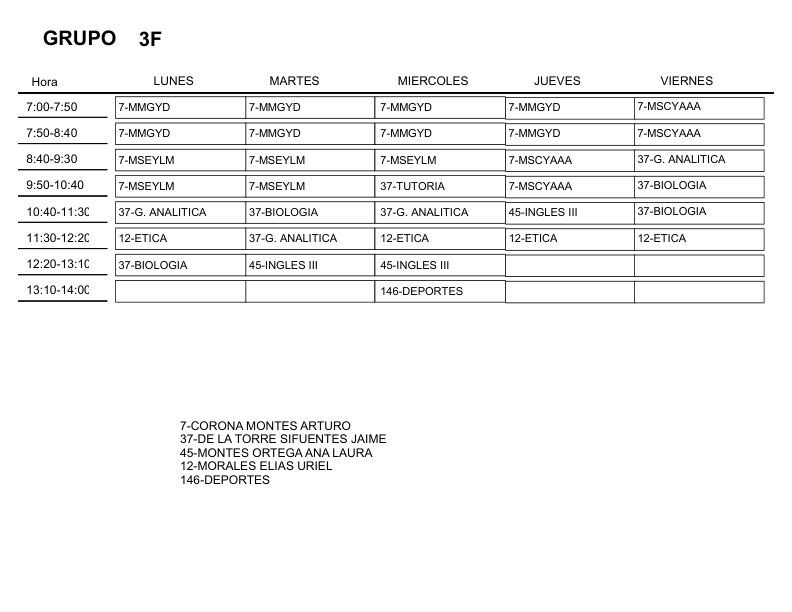 GRUPO 3F
Hora LUNES MARTES MIERCOLES JUEVES VIERNES
7:00-7:50 7-MMGYD 7-MMGYD 7-MMGYD 7-MMGYD 7-MSCYAAA
7:50-8:40 7-MMGYD 7-MMGYD 7-MMGYD 7-MMGYD 7-MSCYAAA
8:40-9:30 7-MSEYLM 7-MSEYLM 7-MSEYLM 7-MSCYAAA 37-G. ANALITICA
9:50-10:40 7-MSEYLM 7-MSEYLM 37-TUTORIA 7-MSCYAAA 37-BIOLOGIA
10:40-11:30 37-G. ANALITICA 37-BIOLOGIA 37-G. ANALITICA 45-INGLES III 37-BIOLOGIA
11:30-12:20 12-ETICA 37-G. ANALITICA 12-ETICA 12-ETICA 12-ETICA
12:20-13:10 37-BIOLOGIA 45-INGLES III 45-INGLES III
13:10-14:00 146-DEPORTES
7-CORONA MONTES ARTURO
37-DE LA TORRE SIFUENTES JAIME
45-MONTES ORTEGA ANA LAURA
12-MORALES ELIAS URIEL
146-DEPORTES